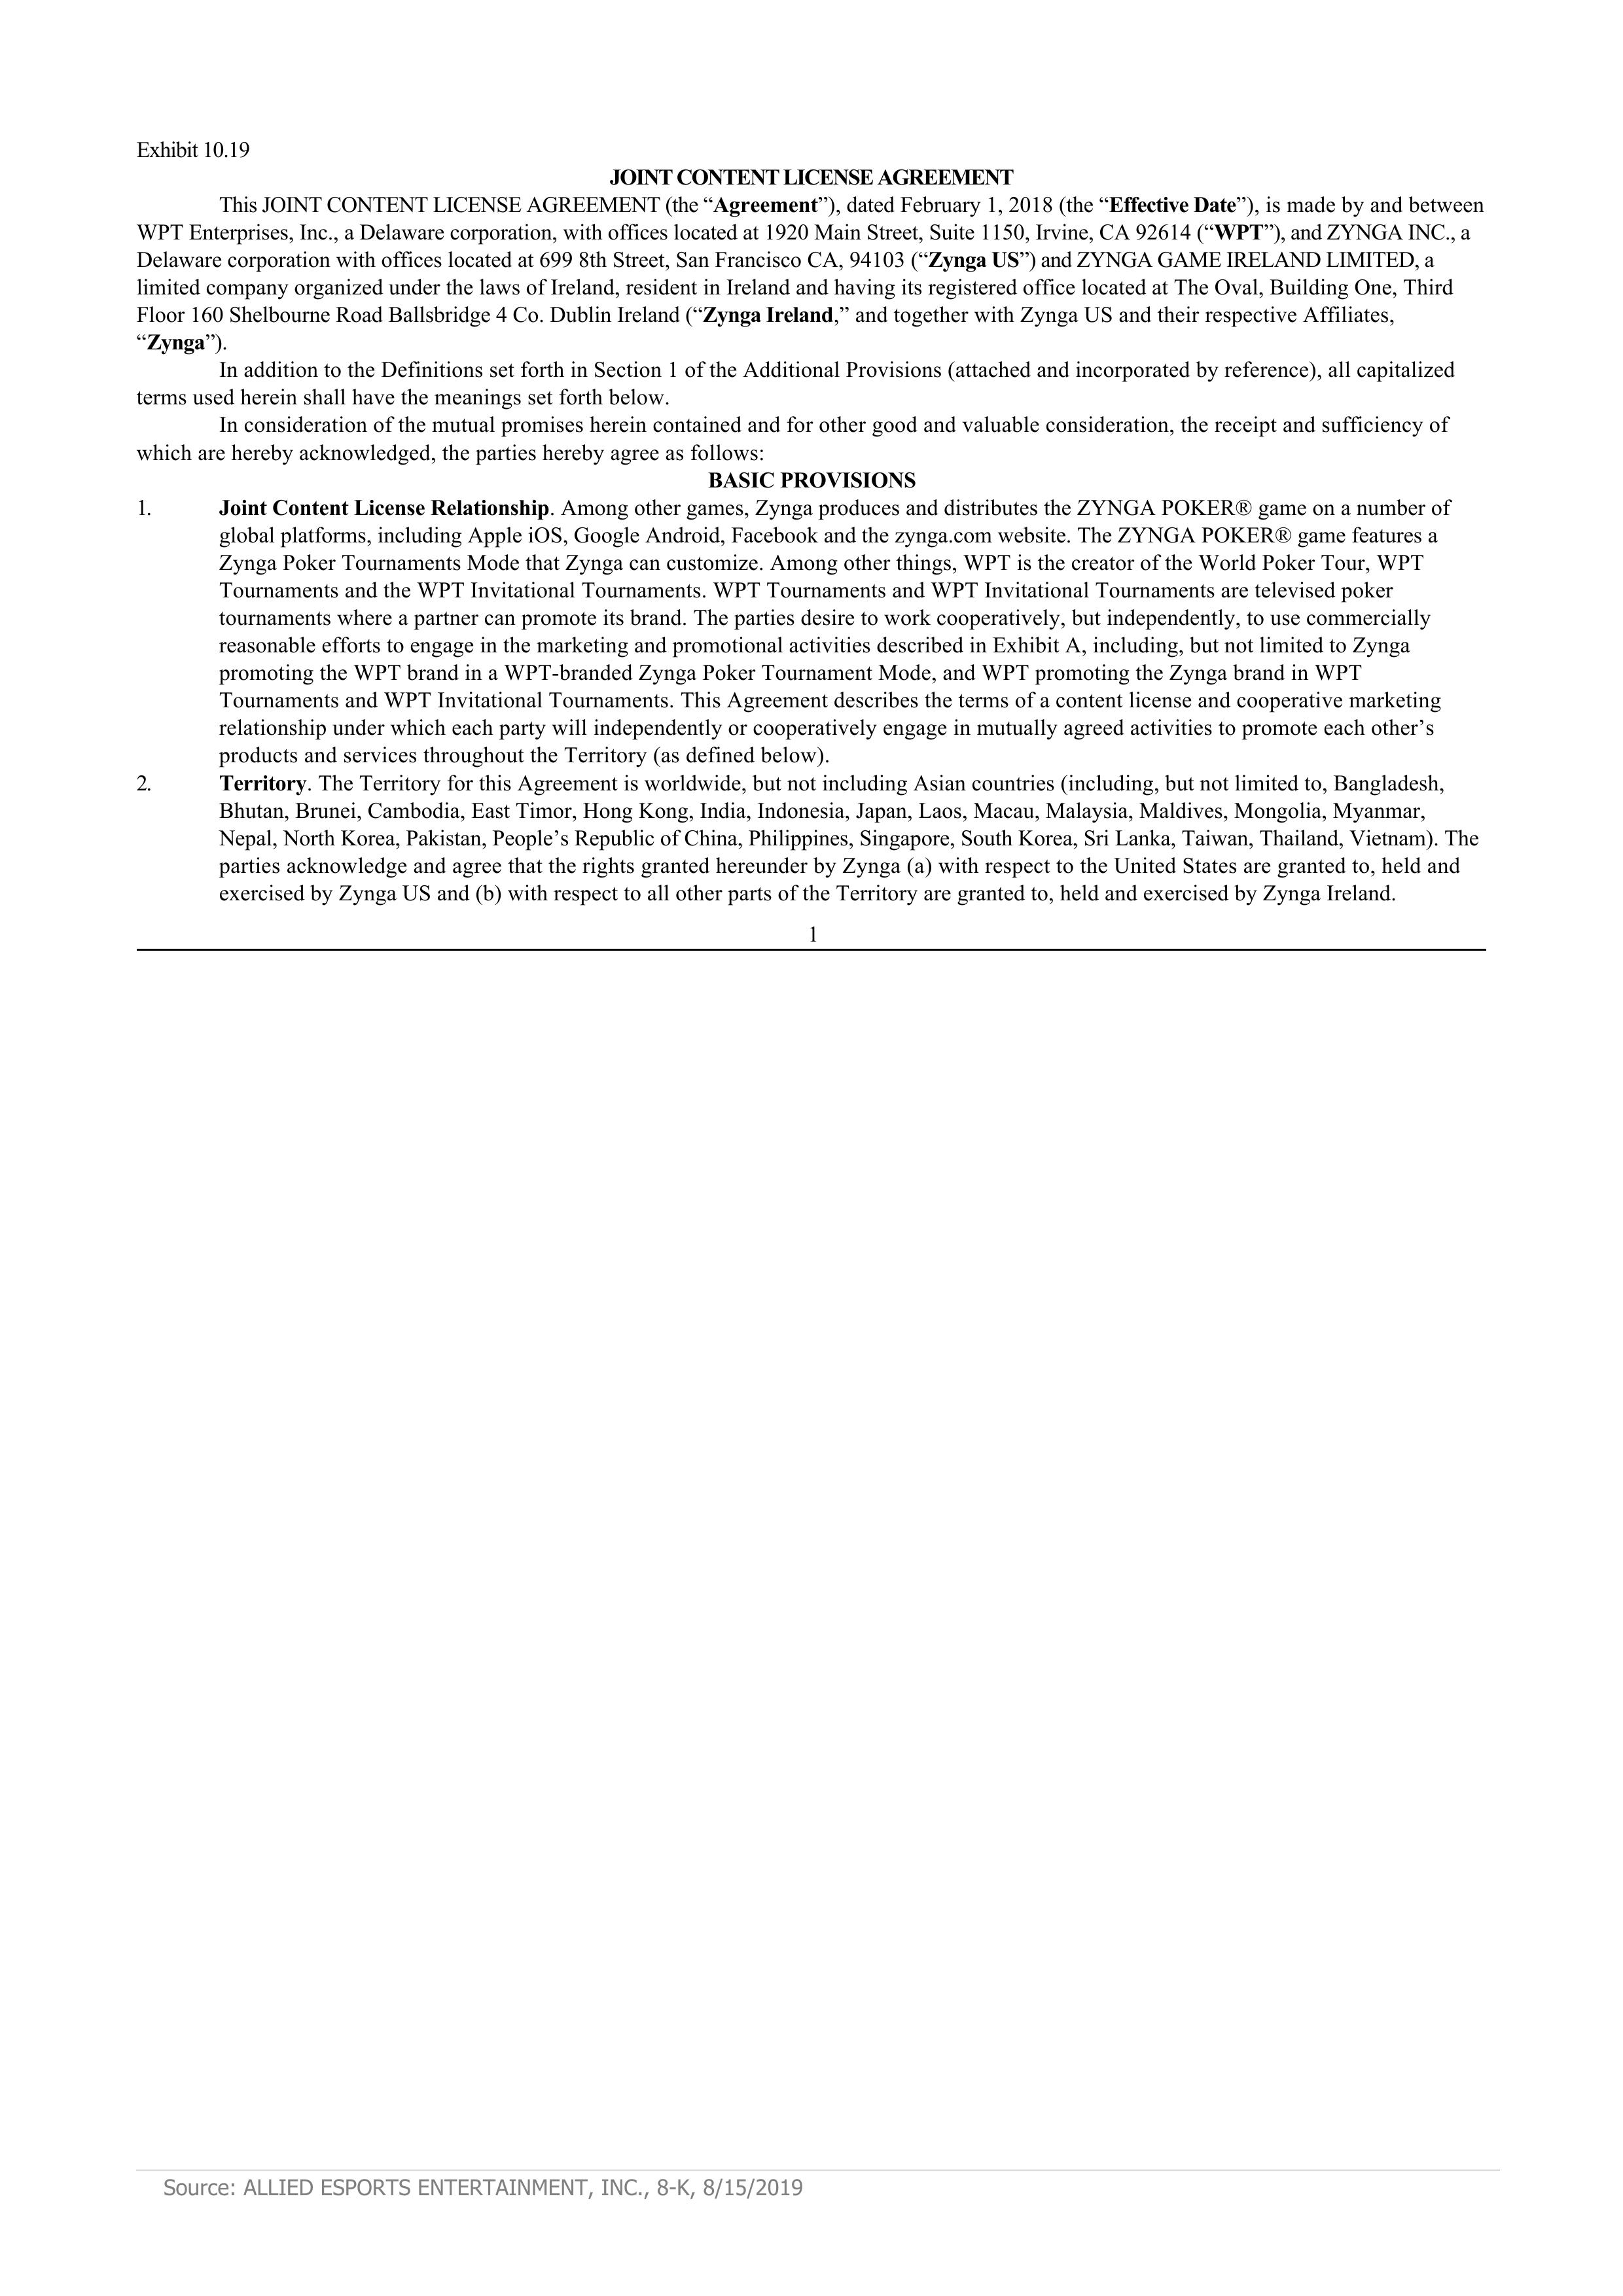 Exhibit 10.19
JOINT CONTENT LICENSE AGREEMENT
This JOINT CONTENT LICENSE AGREEMENT (the “Agreement”), dated February 1, 2018 (the “Effective Date”), is made by and between
WPT Enterprises, Inc., a Delaware corporation, with offices located at 1920 Main Street, Suite 1150, Irvine, CA 92614 (“WPT”), and ZYNGA INC., a
Delaware corporation with offices located at 699 8th Street, San Francisco CA, 94103 (“Zynga US”) and ZYNGA GAME IRELAND LIMITED, a
limited company organized under the laws of Ireland, resident in Ireland and having its registered office located at The Oval, Building One, Third
Floor 160 Shelbourne Road Ballsbridge 4 Co. Dublin Ireland (“Zynga Ireland,” and together with Zynga US and their respective Affiliates,
“Zynga”).
In addition to the Definitions set forth in Section 1 of the Additional Provisions (attached and incorporated by reference), all capitalized
terms used herein shall have the meanings set forth below.
In consideration of the mutual promises herein contained and for other good and valuable consideration, the receipt and sufficiency of
which are hereby acknowledged, the parties hereby agree as follows:
BASIC PROVISIONS
1. Joint Content License Relationship. Among other games, Zynga produces and distributes the ZYNGA POKER® game on a number of
global platforms, including Apple iOS, Google Android, Facebook and the zynga.com website. The ZYNGA POKER® game features a
Zynga Poker Tournaments Mode that Zynga can customize. Among other things, WPT is the creator of the World Poker Tour, WPT
Tournaments and the WPT Invitational Tournaments. WPT Tournaments and WPT Invitational Tournaments are televised poker
tournaments where a partner can promote its brand. The parties desire to work cooperatively, but independently, to use commercially
reasonable efforts to engage in the marketing and promotional activities described in Exhibit A, including, but not limited to Zynga
promoting the WPT brand in a WPT-branded Zynga Poker Tournament Mode, and WPT promoting the Zynga brand in WPT
Tournaments and WPT Invitational Tournaments. This Agreement describes the terms of a content license and cooperative marketing
relationship under which each party will independently or cooperatively engage in mutually agreed activities to promote each other’s
products and services throughout the Territory (as defined below).
2. Territory. The Territory for this Agreement is worldwide, but not including Asian countries (including, but not limited to, Bangladesh,
Bhutan, Brunei, Cambodia, East Timor, Hong Kong, India, Indonesia, Japan, Laos, Macau, Malaysia, Maldives, Mongolia, Myanmar,
Nepal, North Korea, Pakistan, People’s Republic of China, Philippines, Singapore, South Korea, Sri Lanka, Taiwan, Thailand, Vietnam). The
parties acknowledge and agree that the rights granted hereunder by Zynga (a) with respect to the United States are granted to, held and
exercised by Zynga US and (b) with respect to all other parts of the Territory are granted to, held and exercised by Zynga Ireland.
1
Source: ALLIED ESPORTS ENTERTAINMENT, INC., 8-K, 8/15/2019